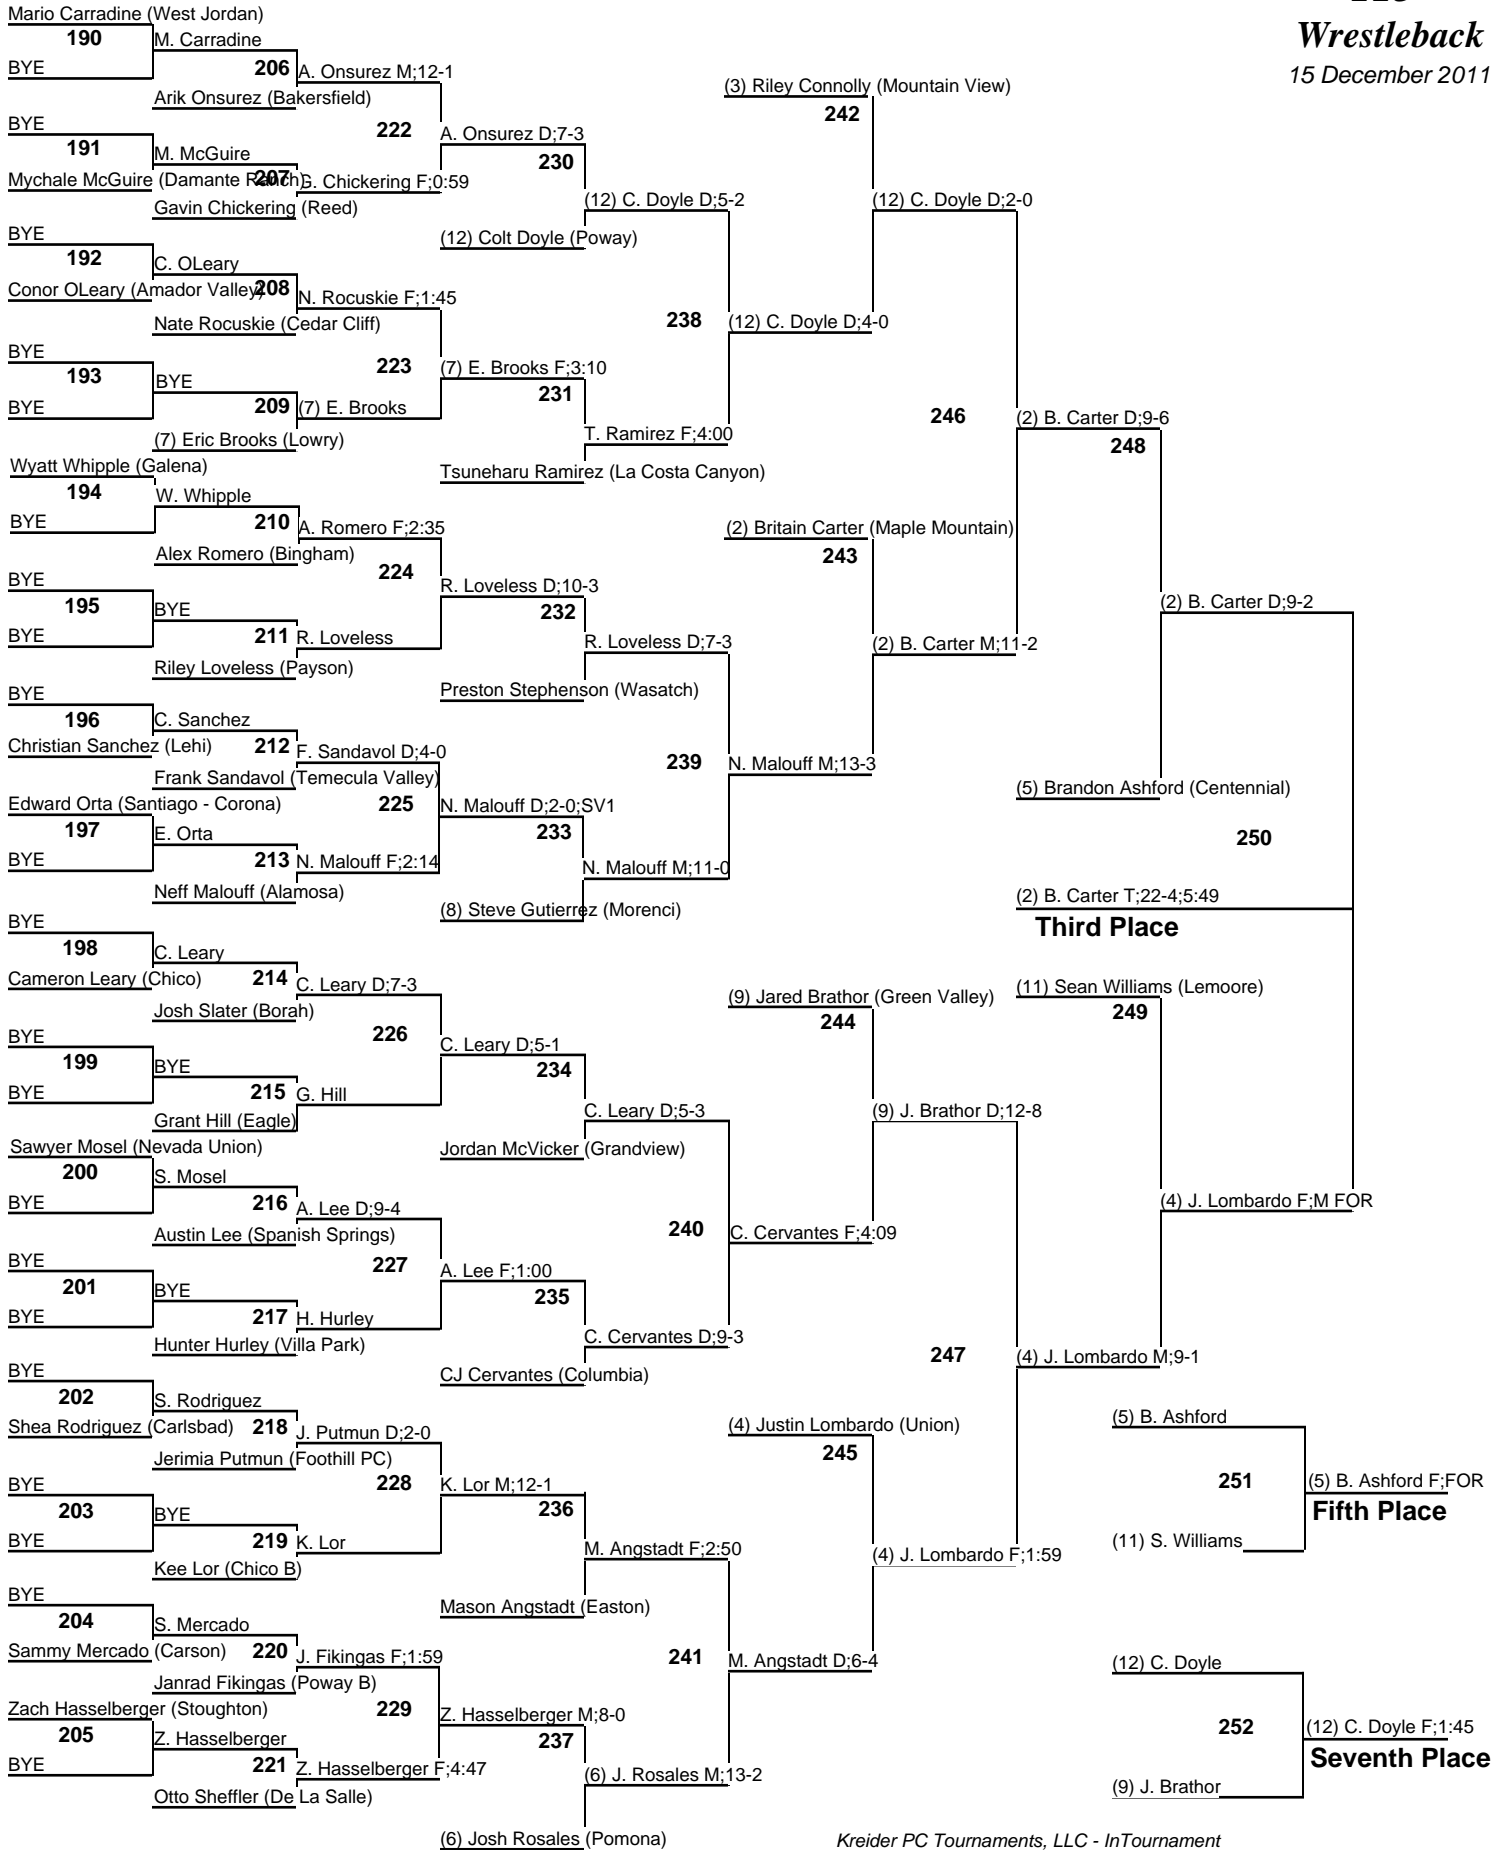 Wrestleback
15 December 2011
Mario Carradine (West Jordan)
190
BYE
M. Carradine
206
Arik Onsurez (Bakersfield)
A. Onsurez M;12-1
BYE
191
Mychale McGuire (Damante Ranch)
M. McGuire
207
Gavin Chickering (Reed)
G. Chickering F;0:59
222
A. Onsurez D;7-3
230
(12) Colt Doyle (Poway)
(12) C. Doyle D;5-2
BYE
192
Conor OLeary (Amador Valley)
C. OLeary
208
Nate Rocuskie (Cedar Cliff)
N. Rocuskie F;1:45
BYE
193
BYE
BYE
209
(7) Eric Brooks (Lowry)
(7) E. Brooks
223
(7) E. Brooks F;3:10
231
Tsuneharu Ramirez (La Costa Canyon)
T. Ramirez F;4:00
238
(12) C. Doyle D;4-0
(3) Riley Connolly (Mountain View)
242
(12) C. Doyle D;2-0
Wyatt Whipple (Galena)
194
BYE
W. Whipple
210
Alex Romero (Bingham)
A. Romero F;2:35
BYE
195
BYE
BYE
211
Riley Loveless (Payson)
R. Loveless
224
R. Loveless D;10-3
232
Preston Stephenson (Wasatch)
R. Loveless D;7-3
BYE
196
Christian Sanchez (Lehi)
C. Sanchez
212
Frank Sandavol (Temecula Valley)
F. Sandavol D;4-0
Edward Orta (Santiago - Corona)
197
BYE
E. Orta
213
Neff Malouff (Alamosa)
N. Malouff F;2:14
225
N. Malouff D;2-0;SV1
233
(8) Steve Gutierrez (Morenci)
N. Malouff M;11-0
239
N. Malouff M;13-3
(2) Britain Carter (Maple Mountain)
243
(2) B. Carter M;11-2
246
(2) B. Carter D;9-6
248
(5) Brandon Ashford (Centennial)
(2) B. Carter D;9-2
250
(2) B. Carter T;22-4;5:49
Third Place
BYE
198
Cameron Leary (Chico)
C. Leary
214
Josh Slater (Borah)
C. Leary D;7-3
BYE
199
BYE
BYE
215
Grant Hill (Eagle)
G. Hill
226
C. Leary D;5-1
234
Jordan McVicker (Grandview)
C. Leary D;5-3
Sawyer Mosel (Nevada Union)
200
BYE
S. Mosel
216
Austin Lee (Spanish Springs)
A. Lee D;9-4
BYE
201
BYE
BYE
217
Hunter Hurley (Villa Park)
H. Hurley
227
A. Lee F;1:00
235
CJ Cervantes (Columbia)
C. Cervantes D;9-3
240
C. Cervantes F;4:09
(9) Jared Brathor (Green Valley)
244
(9) J. Brathor D;12-8
BYE
202
Shea Rodriguez (Carlsbad)
S. Rodriguez
218
Jerimia Putmun (Foothill PC)
J. Putmun D;2-0
BYE
203
BYE
BYE
219
Kee Lor (Chico B)
K. Lor
228
K. Lor M;12-1
236
Mason Angstadt (Easton)
M. Angstadt F;2:50
BYE
204
Sammy Mercado (Carson)
S. Mercado
220
Janrad Fikingas (Poway B)
J. Fikingas F;1:59
Zach Hasselberger (Stoughton)
205
BYE
Z. Hasselberger
221
Otto Sheffler (De La Salle)
Z. Hasselberger F;4:47
229
Z. Hasselberger M;8-0
237
(6) Josh Rosales (Pomona)
(6) J. Rosales M;13-2
241
M. Angstadt D;6-4
(4) Justin Lombardo (Union)
245
(4) J. Lombardo F;1:59
247
(4) J. Lombardo M;9-1
(11) Sean Williams (Lemoore)
249
(4) J. Lombardo F;M FOR
(5) B. Ashford
251
(11) S. Williams
(5) B. Ashford F;FOR
Fifth Place
(12) C. Doyle
252
(9) J. Brathor
(12) C. Doyle F;1:45
Seventh Place
Kreider PC Tournaments, LLC - InTournament